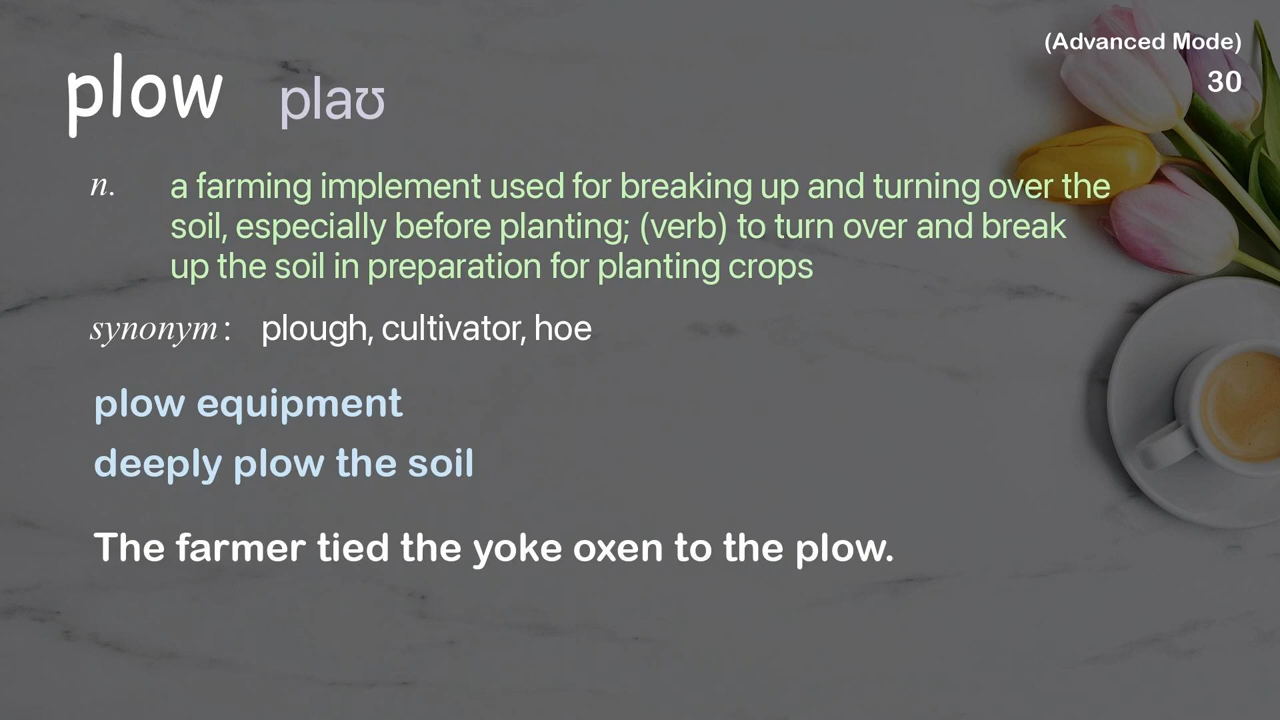 (Advanced Mode)
30
plow plaʊ
n. a farming implement used for breaking up and turning over the
soil, especially before planting; (verb) to turn over and break
up the soil in preparation for planting crops
synonym: plough, cultivator, hoe
plow equipment
deeply plow the soil
The farmer tied the yoke oxen to the plow.